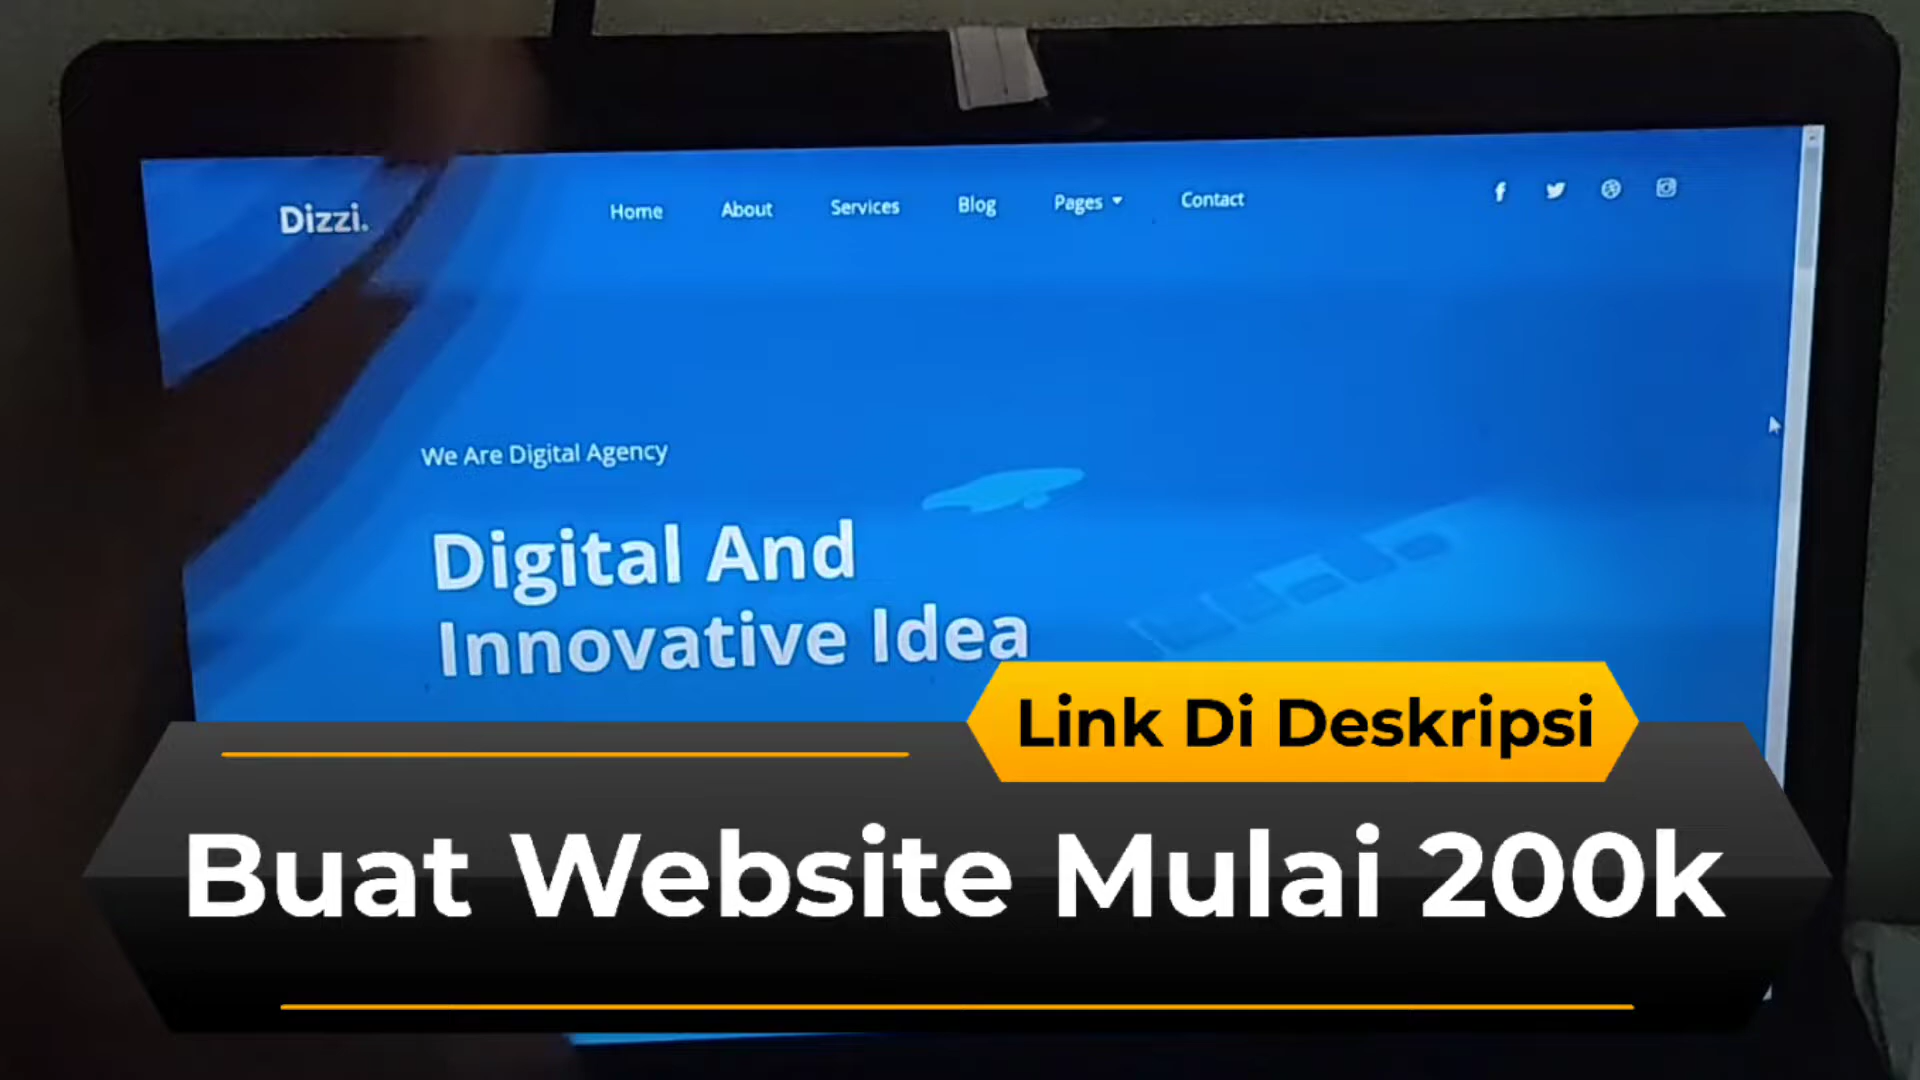 Dizzi.
Home About Services Blog Pages Contact
We Are Digital Agency
Digital And
Innovative Idea
Link Di Deskripsi
Buat Website Mulai 200k